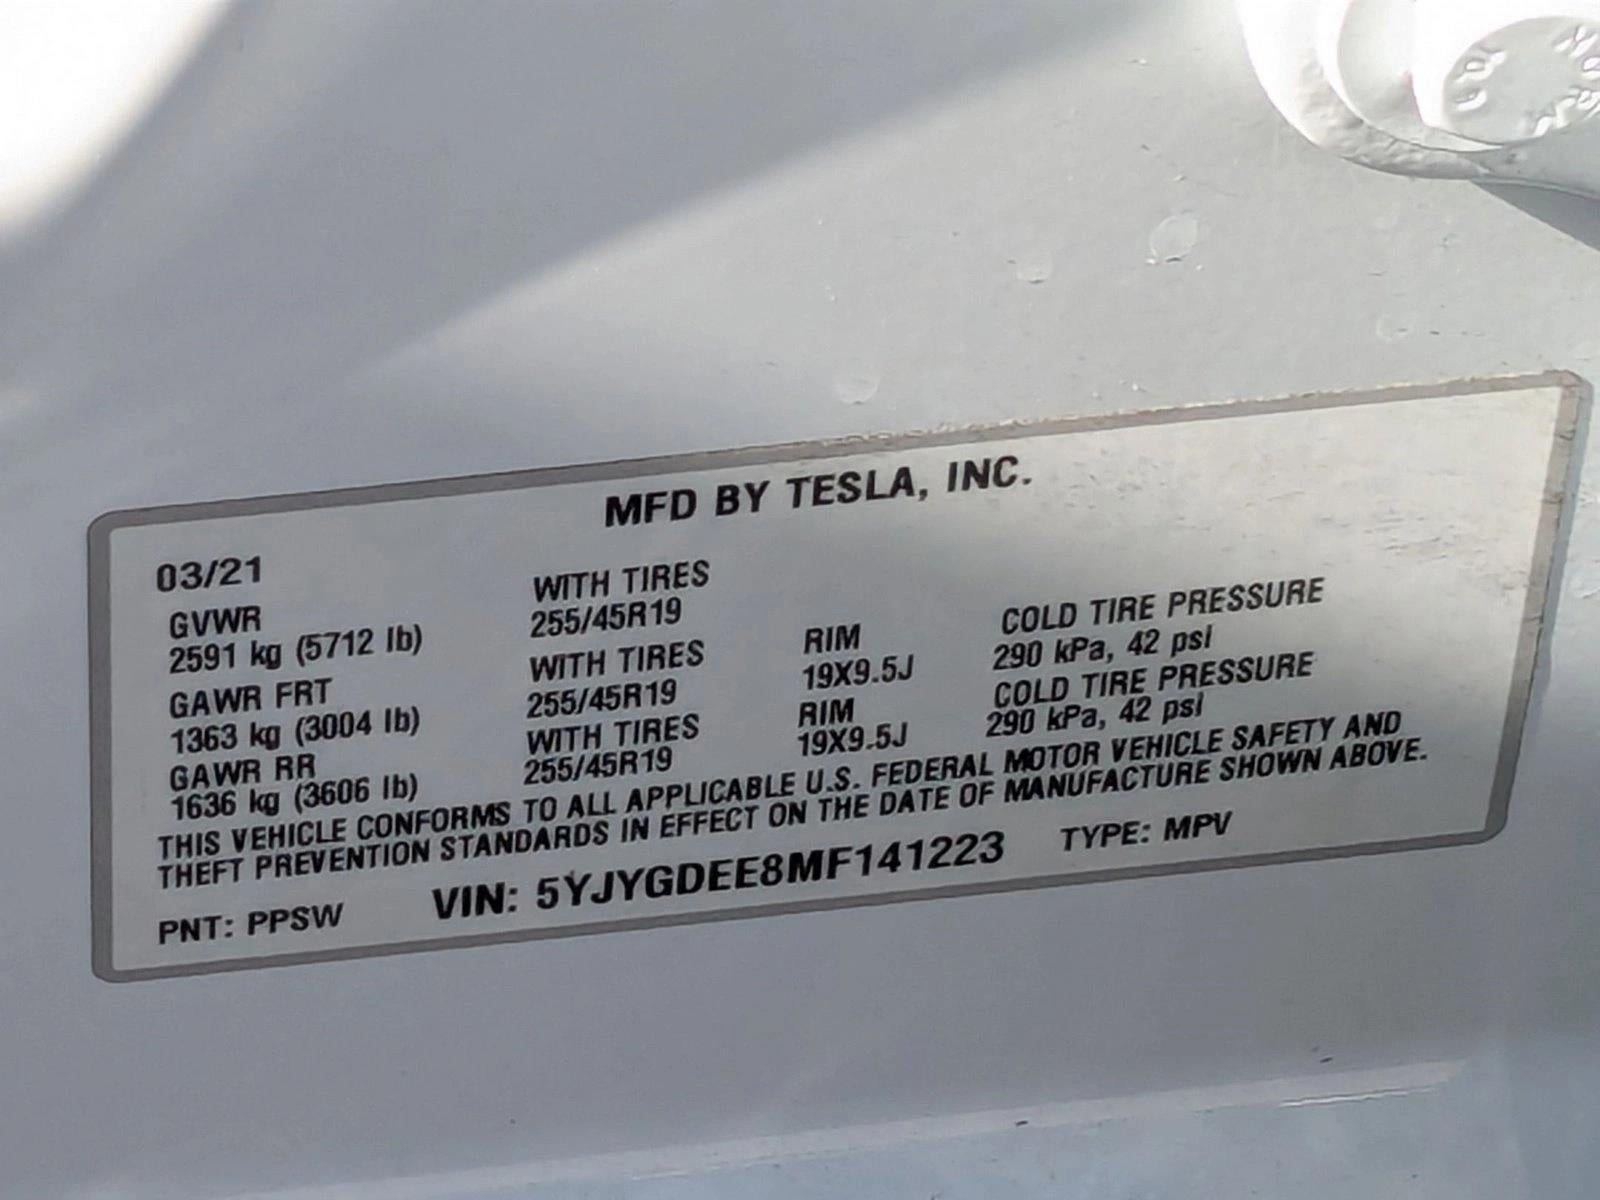 MFD BY TESLA, INC.
03/21
GVWR WITH TIRES
2591 kg (5712 lb) 255/45R19
GAWR FRT WITH TIRES RIM COLD TIRE PRESSURE
1363 kg (3004 lb) 255/45R19 19X9.5J 290 kPa, 42 psi
GAWR RR WITH TIRES RIM COLD TIRE PRESSURE
1636 kg (3606 lb) 255/45R19 19X9.5J 290 kPa, 42 psi
THIS VEHICLE CONFORMS TO ALL APPLICABLE U.S. FEDERAL MOTOR VEHICLE SAFETY AND
THEFT PREVENTION STANDARDS IN EFFECT ON THE DATE OF MANUFACTURE SHOWN ABOVE.
PNT: PPSW VIN: 5YJYGDEE8MF141223 TYPE: MPV